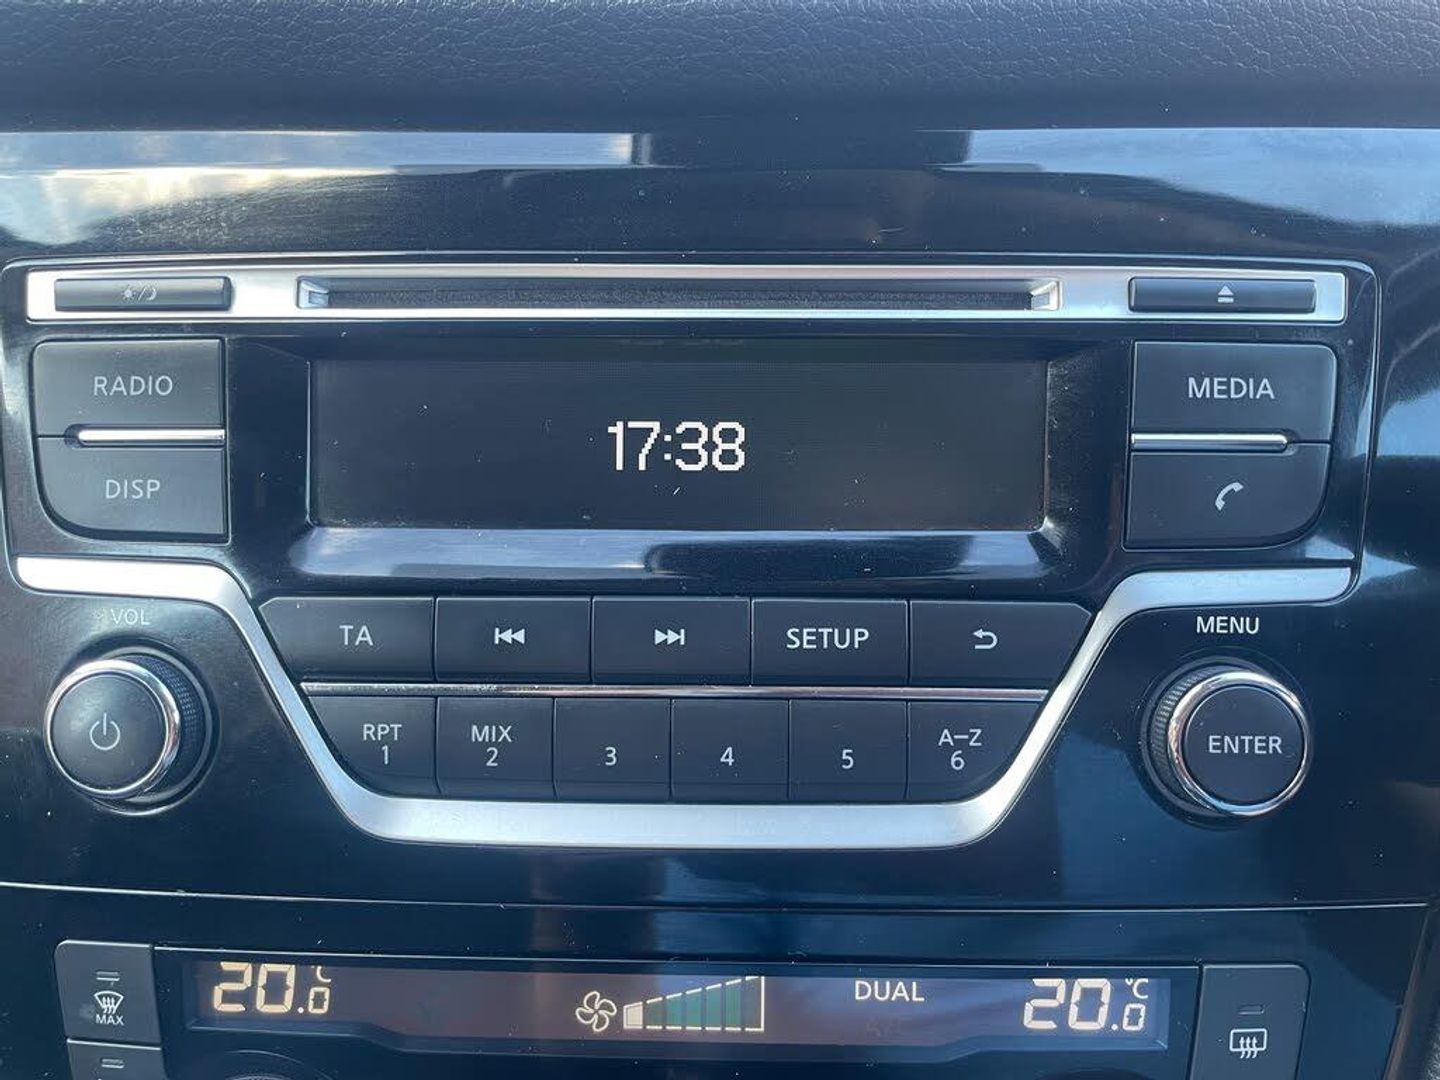 RADIO
MEDIA
17:38
DISP
VOL
TA
SETUP
MENU
RPT
1
MIX
2
3
4
5
A-Z
6
ENTER
MAX
20.0
°C
DUAL
20.0
°C